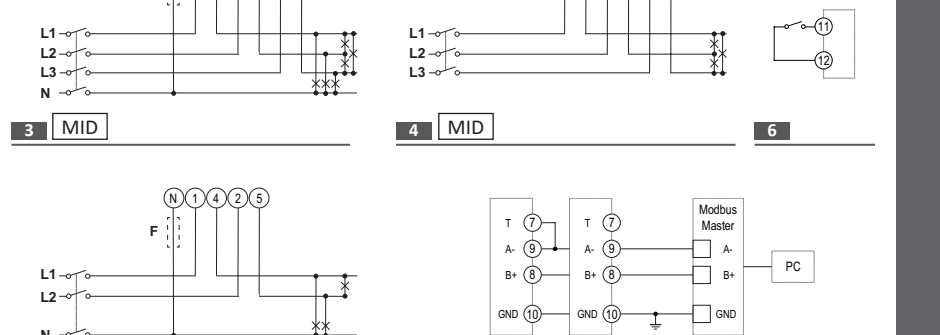 L1
L2
L3
N
L1
L2
L3
11
12
3 MID
4 MID
6
N 1 4 2 5
F
L1
L2
N
T 7 T 7
A- 9 A- 9 A-
B+ 8 B+ 8 B+
GND 10 GND 10 GND
Modbus
Master
PC